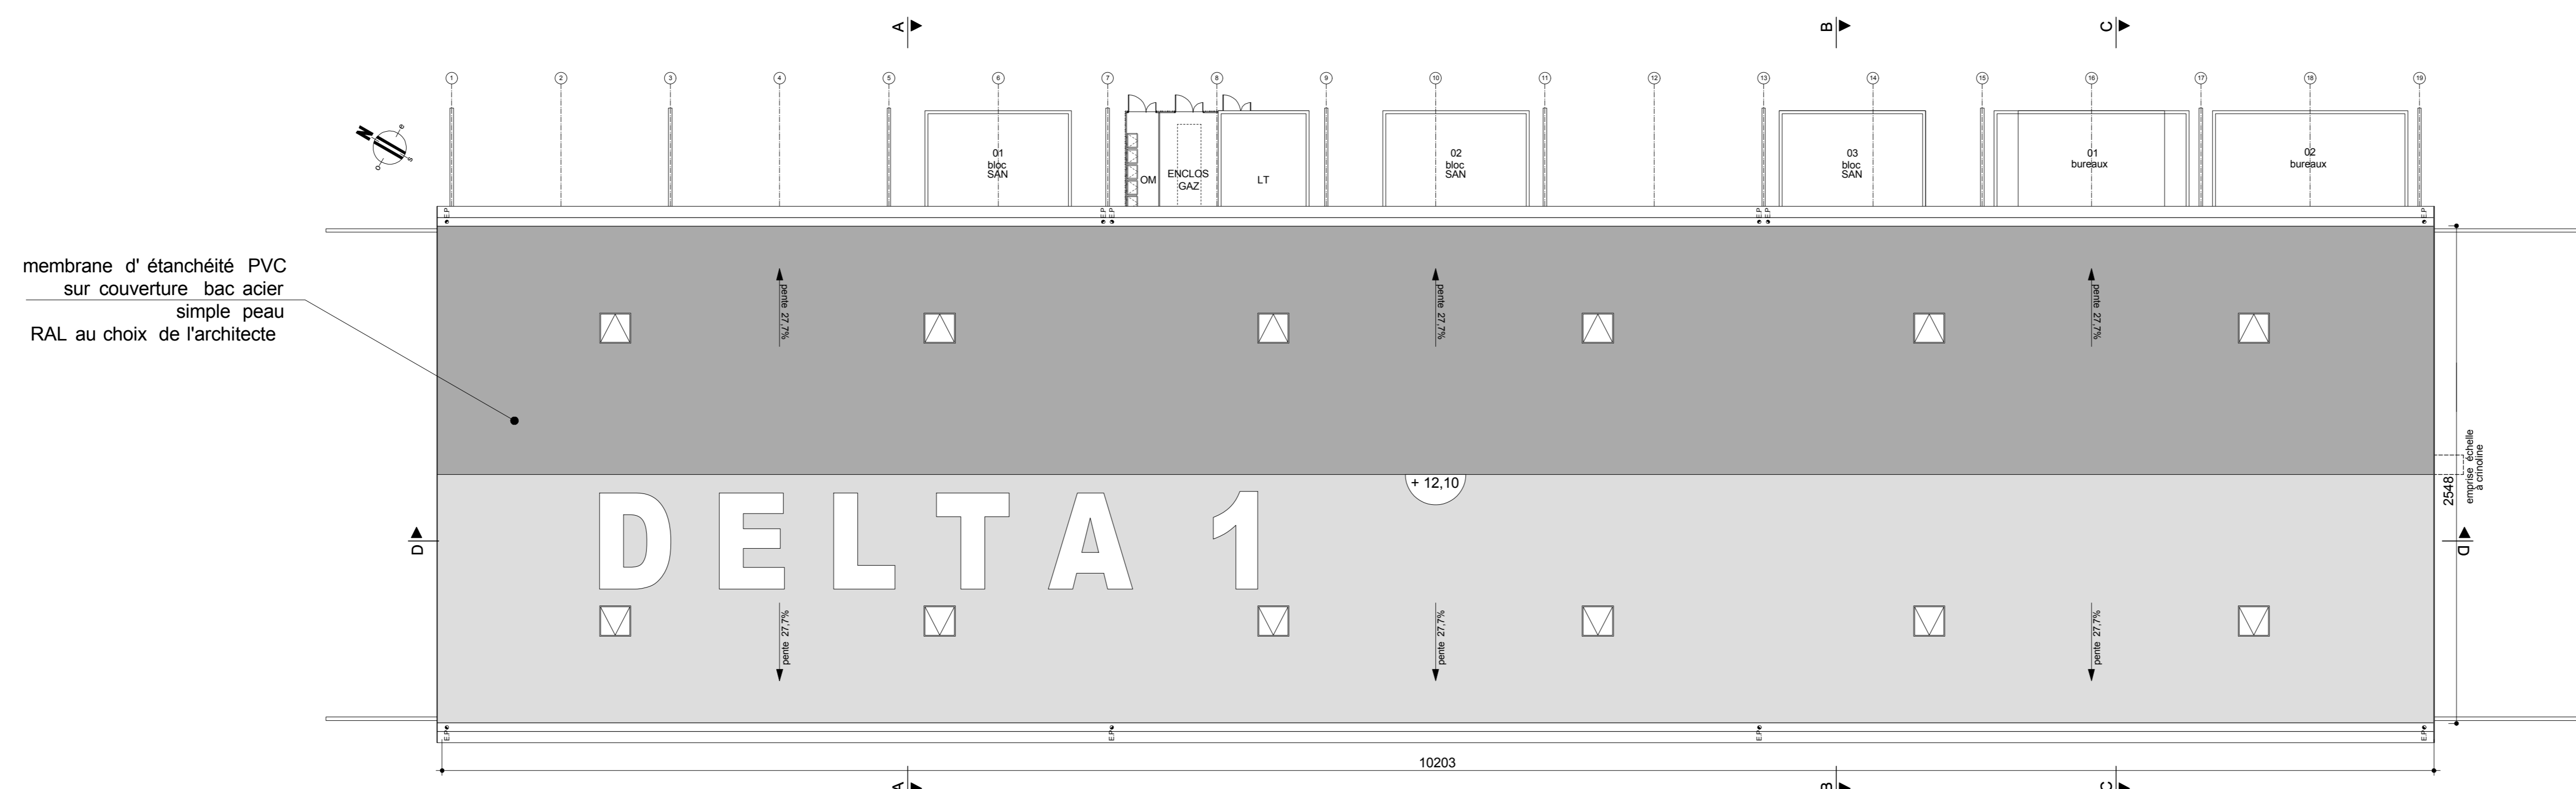 A
B
C
1
2
3
4
5
6
7
8
9
10
11
12
13
14
15
16
17
18
19
N
e
s
o
01
bloc
SAN
OM
ENCLOS
GAZ
LT
02
bloc
SAN
03
bloc
SAN
01
bureaux
02
bureaux
E.P
E.P
E.P
E.P
E.P
E.P
membrane d' étanchéité PVC
sur couverture bac acier
simple peau
RAL au choix de l'architecte
pente 27,7%
pente 27,7%
pente 27,7%
+ 12,10
emprise échelle
à crinoline
2548
DELTA 1
D
D
pente 27,7%
pente 27,7%
pente 27,7%
E.P
E.P
E.P
E.P
10203
A
B
C